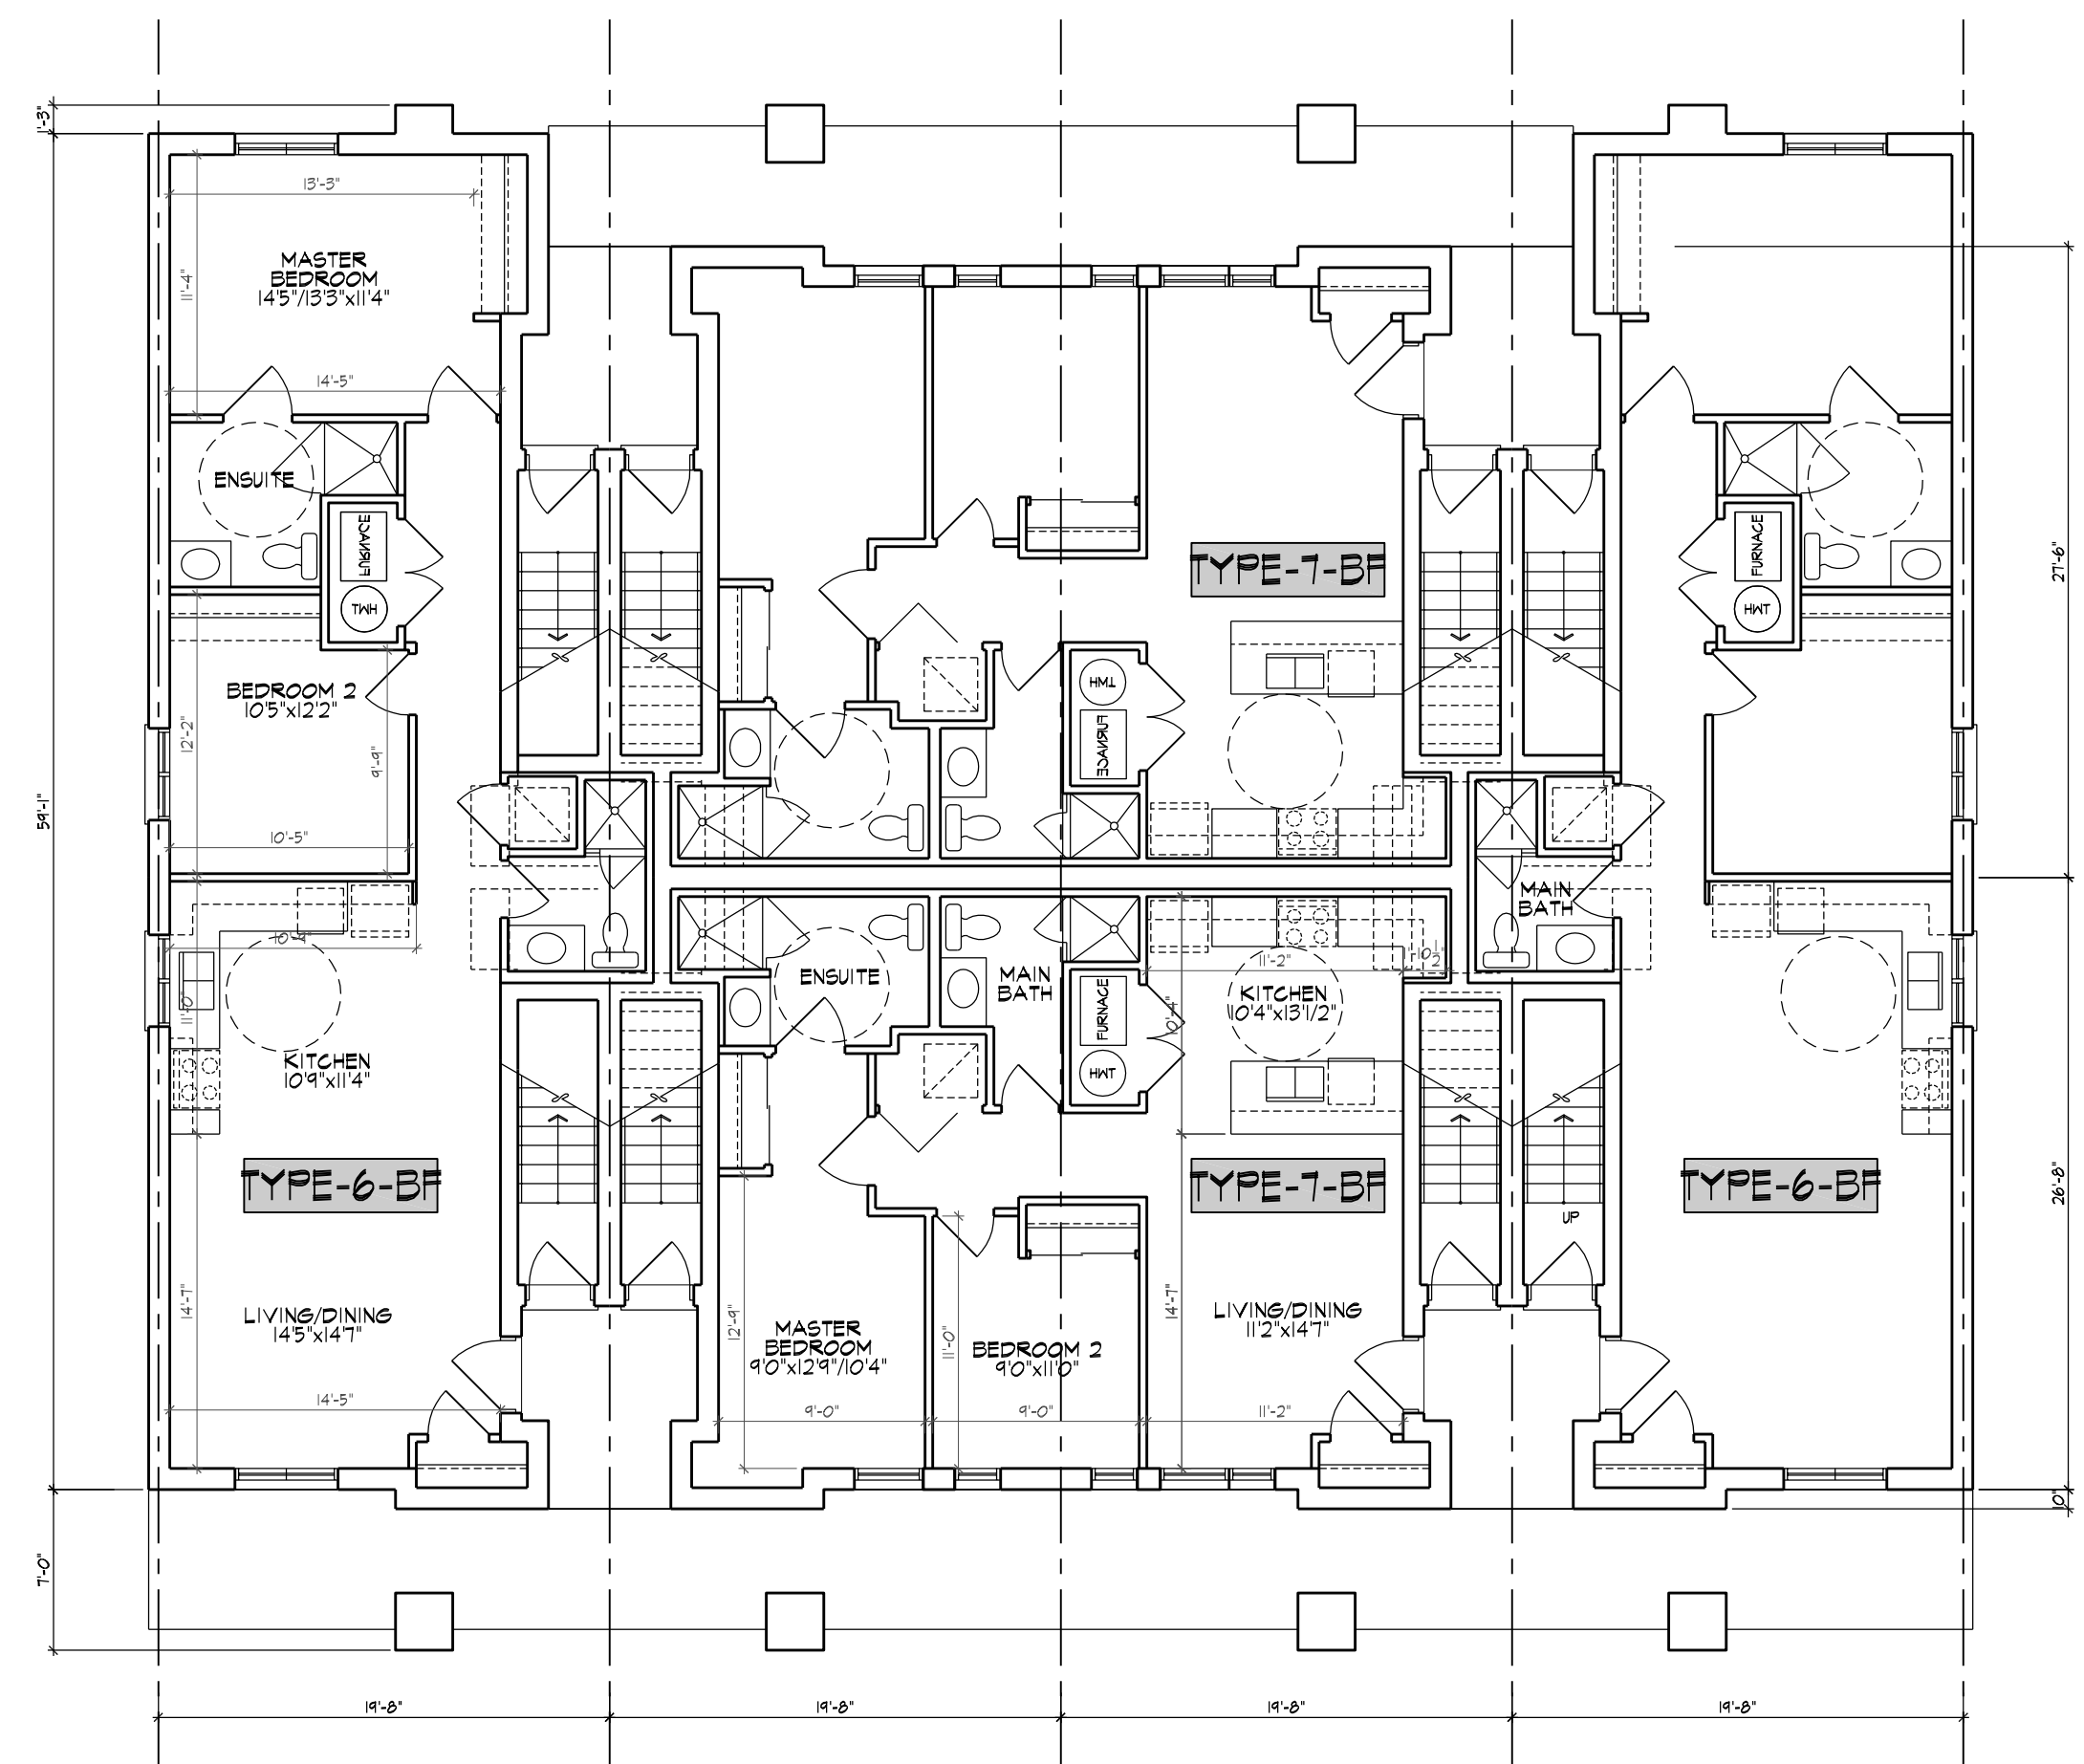 1'-3"
13'-3"
MASTER
BEDROOM
14'5"/13'3"x11'4"
11'-4"
14'-5"
ENSUITE
FURNACE
HWT
TYPE-7-BF
FURNACE
HWT
27'-6"
BEDROOM 2
10'5"x12'2"
12'-2"
9'-9"
HWT
FURNACE
59'-1"
10'-5"
MAIN
BATH
11'-2"
ENSUITE
MAIN
BATH
FURNACE
HWT
KITCHEN
10'4"x13'1/2"
10'-4"
11'-0"
KITCHEN
10'9"x11'4"
TYPE-6-BF
TYPE-7-BF
TYPE-6-BF
26'-8"
UP
14'-7"
LIVING/DINING
14'5"x14'7"
12'-9"
MASTER
BEDROOM
9'0"x12'9"/10'4"
11'-0"
BEDROOM 2
9'0"x11'0"
14'-7"
LIVING/DINING
11'2"x14'7"
14'-5"
9'-0"
9'-0"
11'-2"
10"
7'-0"
19'-8"
19'-8"
19'-8"
19'-8"